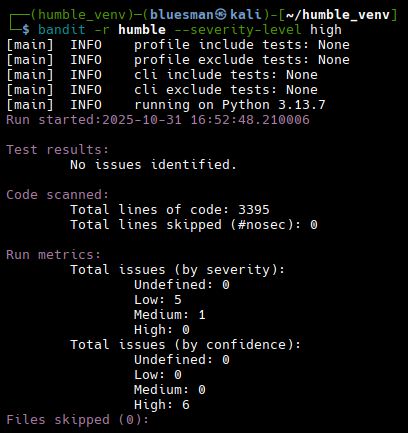 ┌──(humble_venv)─(bluesman㉿kali)-[~/humble_venv]
└─$ bandit -r humble --severity-level high
[main]  INFO    profile include tests: None
[main]  INFO    profile exclude tests: None
[main]  INFO    cli include tests: None
[main]  INFO    cli exclude tests: None
[main]  INFO    running on Python 3.13.7
Run started:2025-10-31 16:52:48.210006

Test results:
        No issues identified.

Code scanned:
        Total lines of code: 3395
        Total lines skipped (#nosec): 0

Run metrics:
        Total issues (by severity):
                Undefined: 0
                Low: 5
                Medium: 1
                High: 0
        Total issues (by confidence):
                Undefined: 0
                Low: 0
                Medium: 0
                High: 6
Files skipped (0):